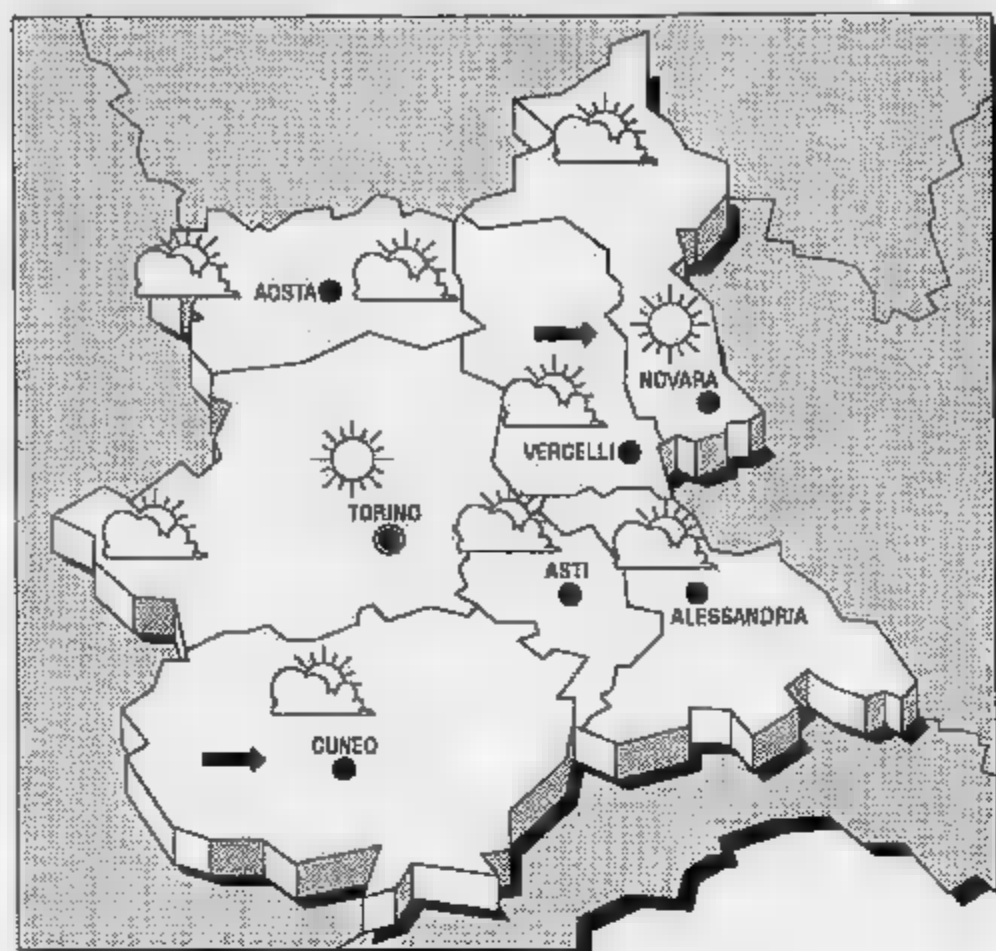 AOSTA
NOVARA
VERCELLI
TORINO
ASTI
ALESSANDRIA
CUNEO